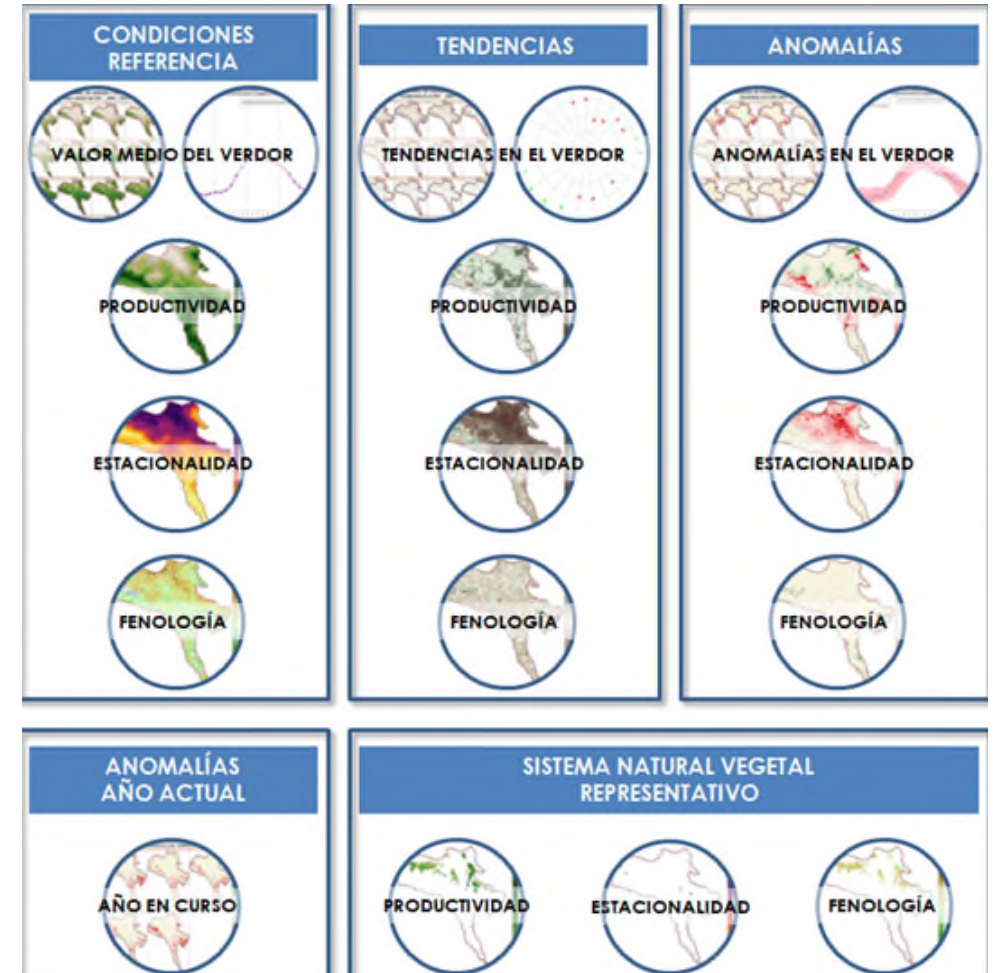 CONDICIONES
REFERENCIA
VALOR MEDIO DEL VERDOR
PRODUCTIVIDAD
ESTACIONALIDAD
FENOLOGÍA
TENDENCIAS
TENDENCIAS EN EL VERDOR
PRODUCTIVIDAD
ESTACIONALIDAD
FENOLOGÍA
ANOMALÍAS
ANOMALÍAS EN EL VERDOR
PRODUCTIVIDAD
ESTACIONALIDAD
FENOLOGÍA
ANOMALÍAS
AÑO ACTUAL
AÑO EN CURSO
SISTEMA NATURAL VEGETAL
REPRESENTATIVO
PRODUCTIVIDAD
ESTACIONALIDAD
FENOLOGÍA